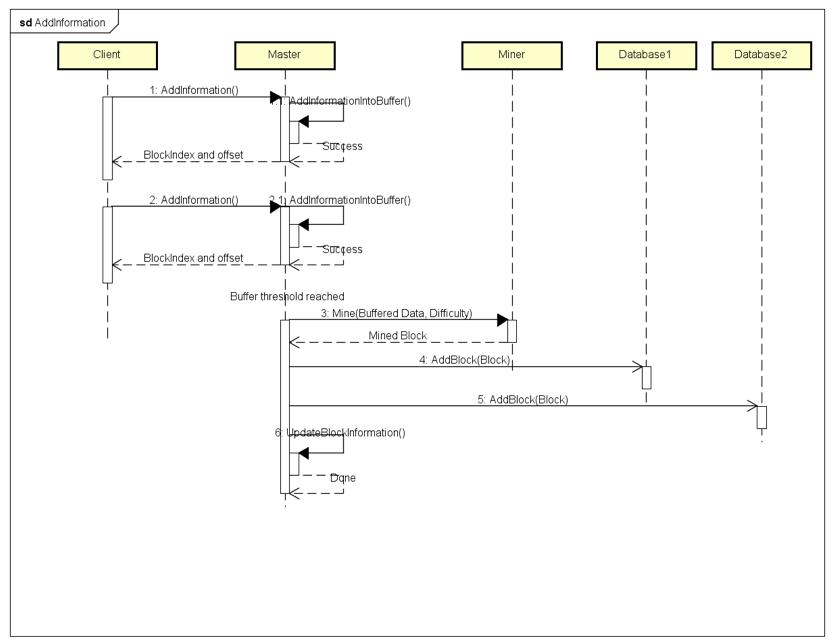 sd AddInformation
Client
Master
Miner
Database1
Database2
1: AddInformation()
1.1: AddInformationIntoBuffer()
Success
BlockIndex and offset
2: AddInformation()
2.1: AddInformationIntoBuffer()
Success
BlockIndex and offset
Buffer threshold reached
3: Mine(Buffered Data, Difficulty)
Mined Block
4: AddBlock(Block)
5: AddBlock(Block)
6: UpdateBlockInformation()
Done